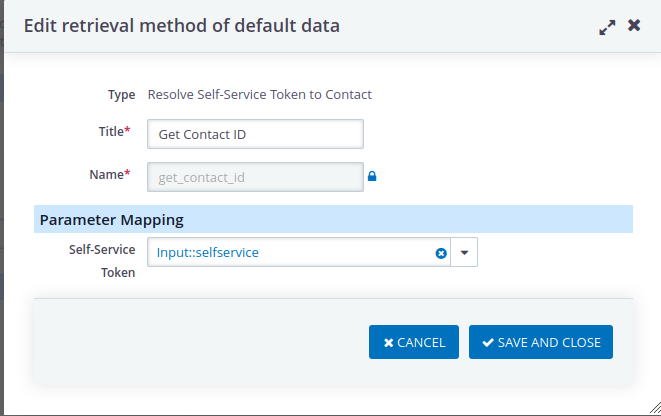 Edit retrieval method of default data
Type Resolve Self-Service Token to Contact
Title* Get Contact ID
Name* get_contact_id
Parameter Mapping
Self-Service Input::selfservice
Token
CANCEL SAVE AND CLOSE